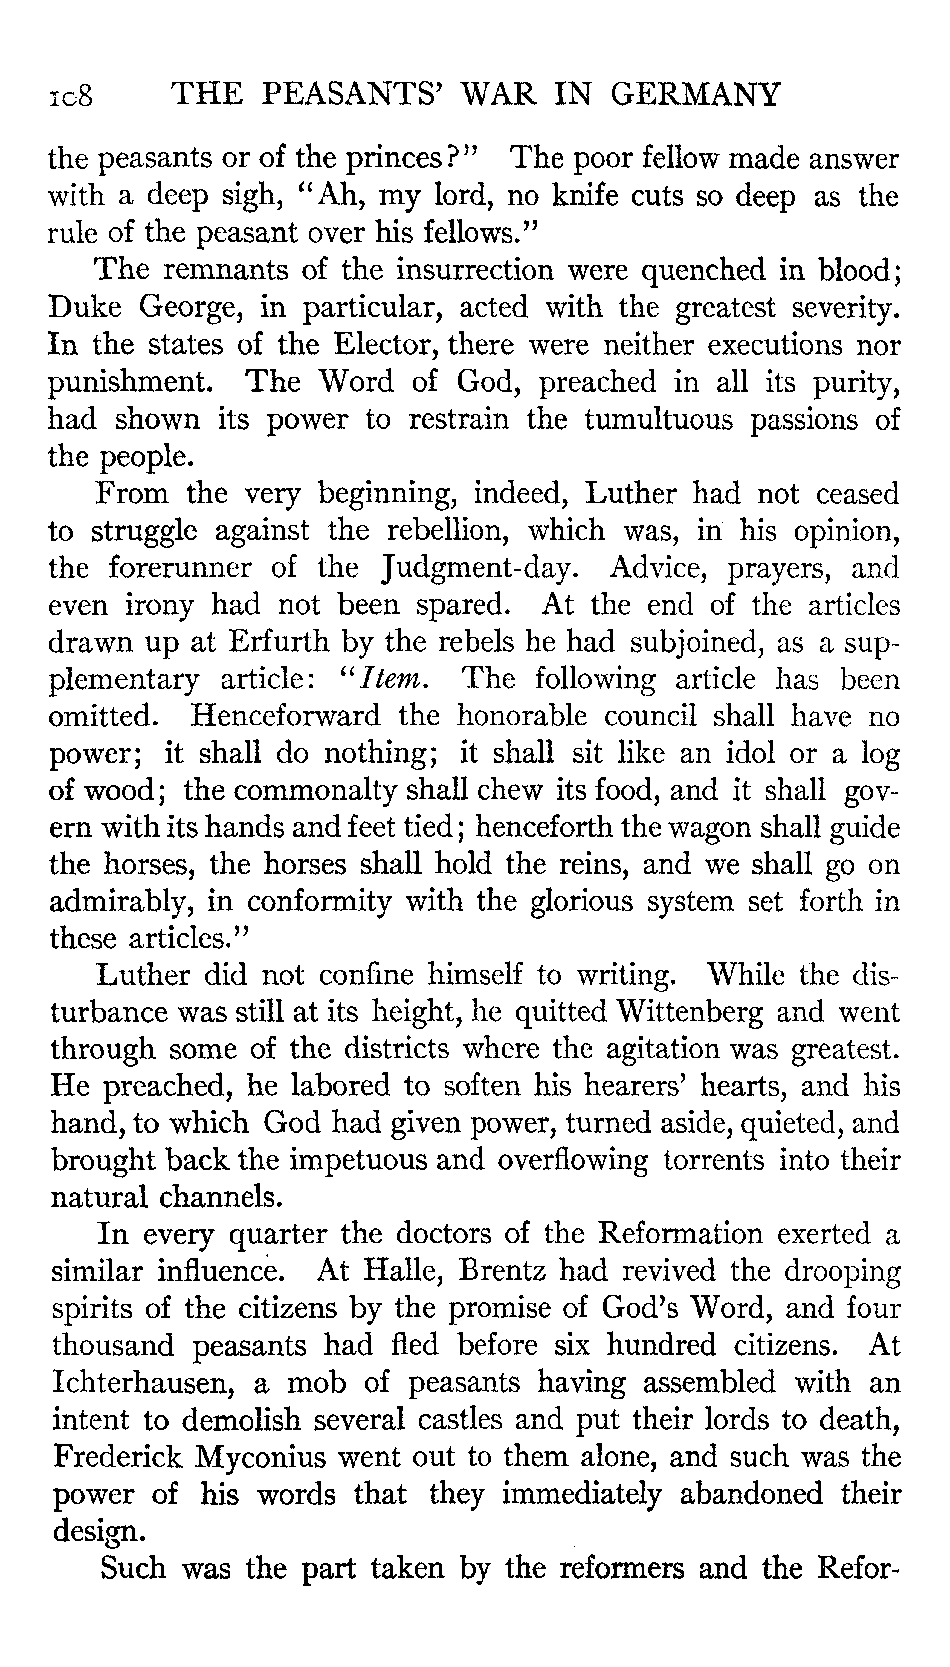 108 THE PEASANTS' WAR IN GERMANY
the peasants or of the princes?" The poor fellow made answer
with a deep sigh, "Ah, my lord, no knife cuts so deep as the
rule of the peasant over his fellows."
The remnants of the insurrection were quenched in blood;
Duke George, in particular, acted with the greatest severity.
In the states of the Elector, there were neither executions nor
punishment. The Word of God, preached in all its purity,
had shown its power to restrain the tumultuous passions of
the people.
From the very beginning, indeed, Luther had not ceased
to struggle against the rebellion, which was, in his opinion,
the forerunner of the Judgment-day. Advice, prayers, and
even irony had not been spared. At the end of the articles
drawn up at Erfurth by the rebels he had subjoined, as a sup-
plementary article: "Item. The following article has been
omitted. Henceforward the honorable council shall have no
power; it shall do nothing; it shall sit like an idol or a log
of wood; the commonalty shall chew its food, and it shall gov-
ern with its hands and feet tied; henceforth the wagon shall guide
the horses, the horses shall hold the reins, and we shall go on
admirably, in conformity with the glorious system set forth in
these articles."
Luther did not confine himself to writing. While the dis-
turbance was still at its height, he quitted Wittenberg and went
through some of the districts where the agitation was greatest.
He preached, he labored to soften his hearers' hearts, and his
hand, to which God had given power, turned aside, quieted, and
brought back the impetuous and overflowing torrents into their
natural channels.
In every quarter the doctors of the Reformation exerted a
similar influence. At Halle, Brentz had revived the drooping
spirits of the citizens by the promise of God's Word, and four
thousand peasants had fled before six hundred citizens. At
Ichterhausen, a mob of peasants having assembled with an
intent to demolish several castles and put their lords to death,
Frederick Myconius went out to them alone, and such was the
power of his words that they immediately abandoned their
design.
Such was the part taken by the reformers and the Refor-